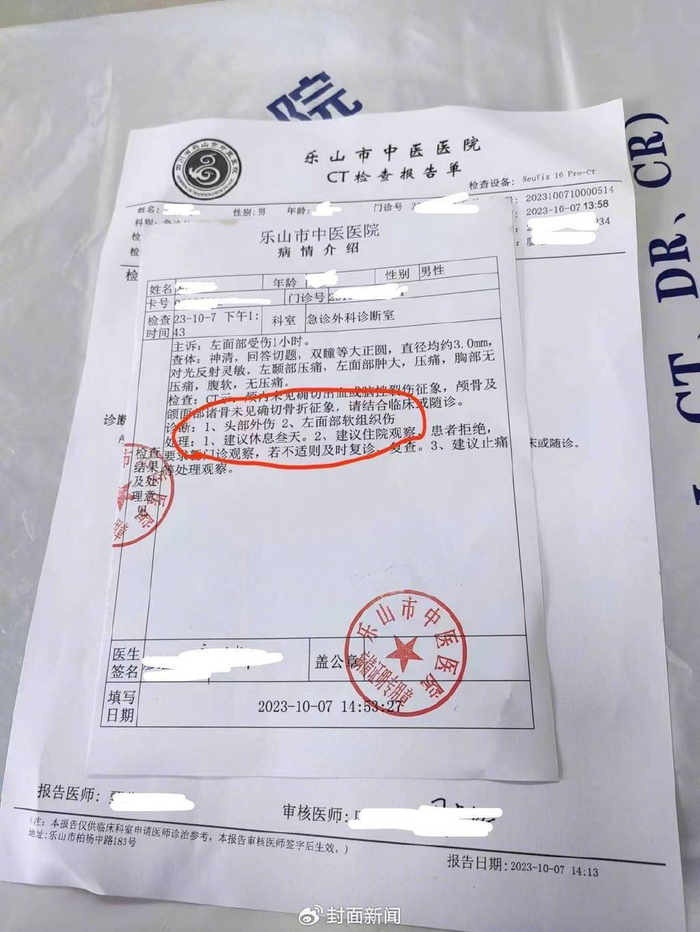 院
CT、DR、CR)
乐山市中医医院
CT检查报告单
检查设备: NeuViz 16 Pro-Cr
姓名:
性别:男
年龄:
门诊号
2023100710000514
科别:
2023-10-07 13:58
检
934
检
乐山市中医医院
病情介绍
姓名
年龄
性别
男性
卡号
门诊号
检查时间
23-10-7 下午1:43
科室
急诊外科诊断室
主诉: 左面部受伤1小时。
查体: 神清, 回答切题, 双瞳等大正圆, 直径均约3.0mm,
对光反射灵敏, 左颞部压痛, 左面部肿大, 压痛, 胸部无
压痛, 腹软, 无压痛。
检查: CT示: 颅内未见确切出血或脑挫裂伤征象, 颅骨及
颌面部诸骨未见确切骨折征象, 请结合临床或随诊。
诊断: 1、头部外伤 2、左面部软组织伤
处理: 1、建议休息叁天。2、建议住院观察, 患者拒绝,
要求 门诊观察, 若不适则及时复诊、复查。3、建议止痛
等处理观察。
检查结果及处理意见
诊断
医生签名
盖公章
乐山市中医医院
填写日期
2023-10-07 14:53:27
报告医师:
审核医师:
(注: 本报告仅供临床科室申请医师诊治参考, 本报告审核医师签字后生效。)
地址: 乐山市柏杨中路183号
报告日期: 2023-10-07 14:13
封面新闻